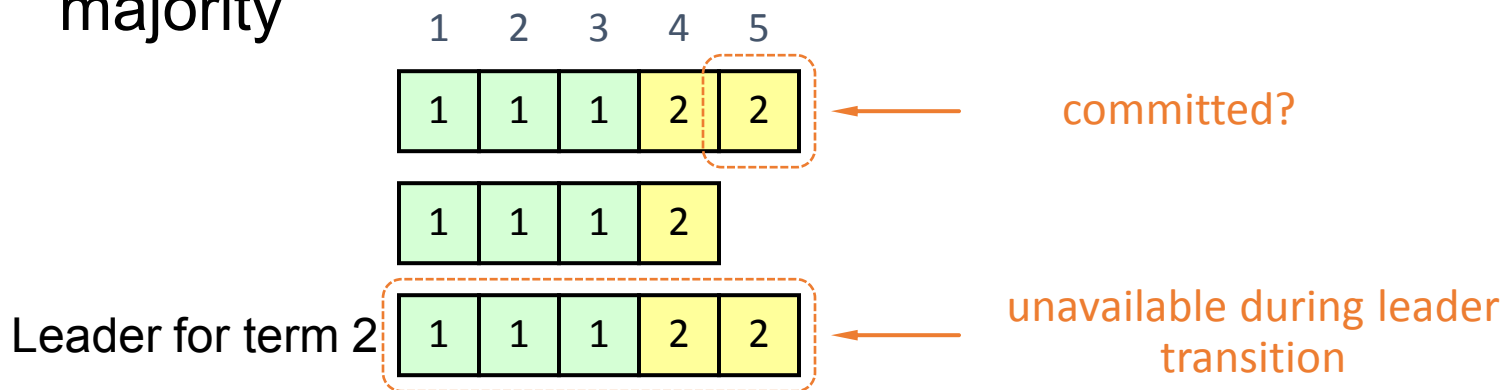 majority
1 2 3 4 5
1 1 1 2 2
committed?
1 1 1 2
Leader for term 2
1 1 1 2 2
unavailable during leader
transition